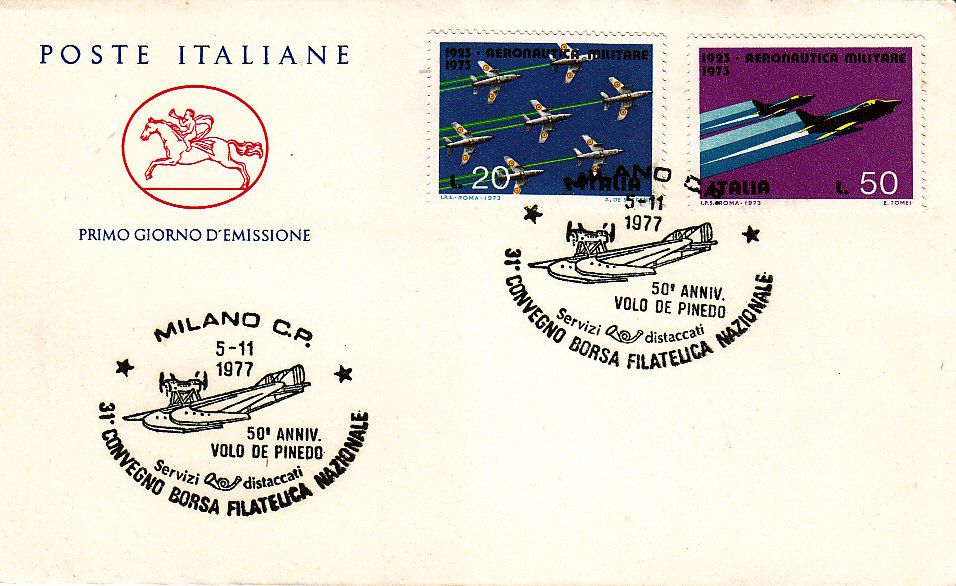 POSTE ITALIANE
PRIMO GIORNO D'EMISSIONE
1923 · AERONAUTICA MILITARE
1973
L. 20 ITALIA
I.P.S. - ROMA - 1973
1923 · AERONAUTICA MILITARE
1973
ITALIA L. 50
I.P.S. - ROMA - 1973 E. TOMEI
MILANO C.P.
5-11
1977
50° ANNIV.
VOLO DE PINEDO
Servizi distaccati
31° CONVEGNO BORSA FILATELICA NAZIONALE
MILANO C.P.
5-11
1977
50° ANNIV.
VOLO DE PINEDO
Servizi distaccati
31° CONVEGNO BORSA FILATELICA NAZIONALE